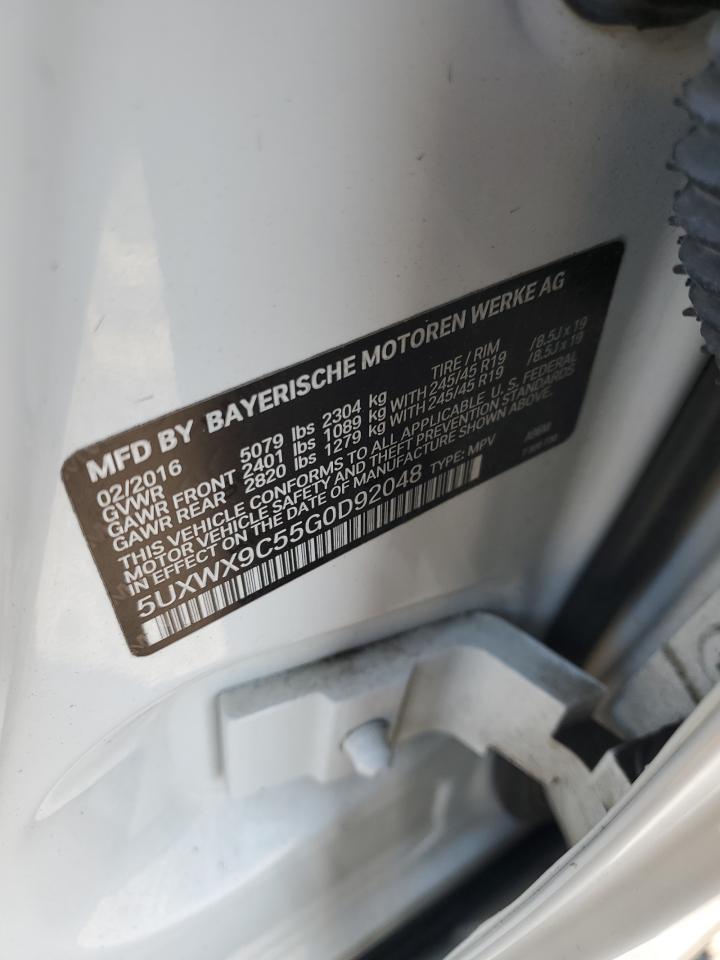 MFD BY BAYERISCHE MOTOREN WERKE AG
02/2016 TIRE / RIM
GVWR 5079 lbs 2304 kg
GAWR FRONT 2401 lbs 1089 kg WITH 245/45 R19 /8.5J x 19
GAWR REAR 2820 lbs 1279 kg WITH 245/45 R19 /8.5J x 19
THIS VEHICLE CONFORMS TO ALL APPLICABLE U.S. FEDERAL
MOTOR VEHICLE SAFETY AND THEFT PREVENTION STANDARDS
IN EFFECT ON THE DATE OF MANUFACTURE SHOWN ABOVE.
5UXWX9C55G0D92048 TYPE: MPV